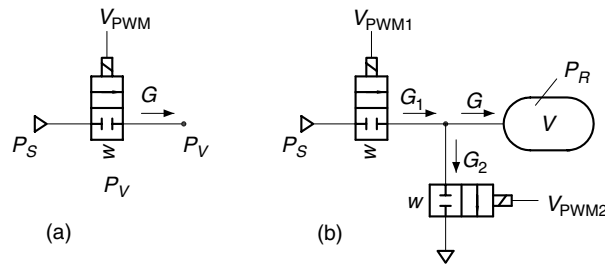 V_PWM
G
P_S
P_V
w
P_V
(a)
V_PWM1
G_1
G
P_R
V
P_S
w
G_2
w
V_PWM2
(b)